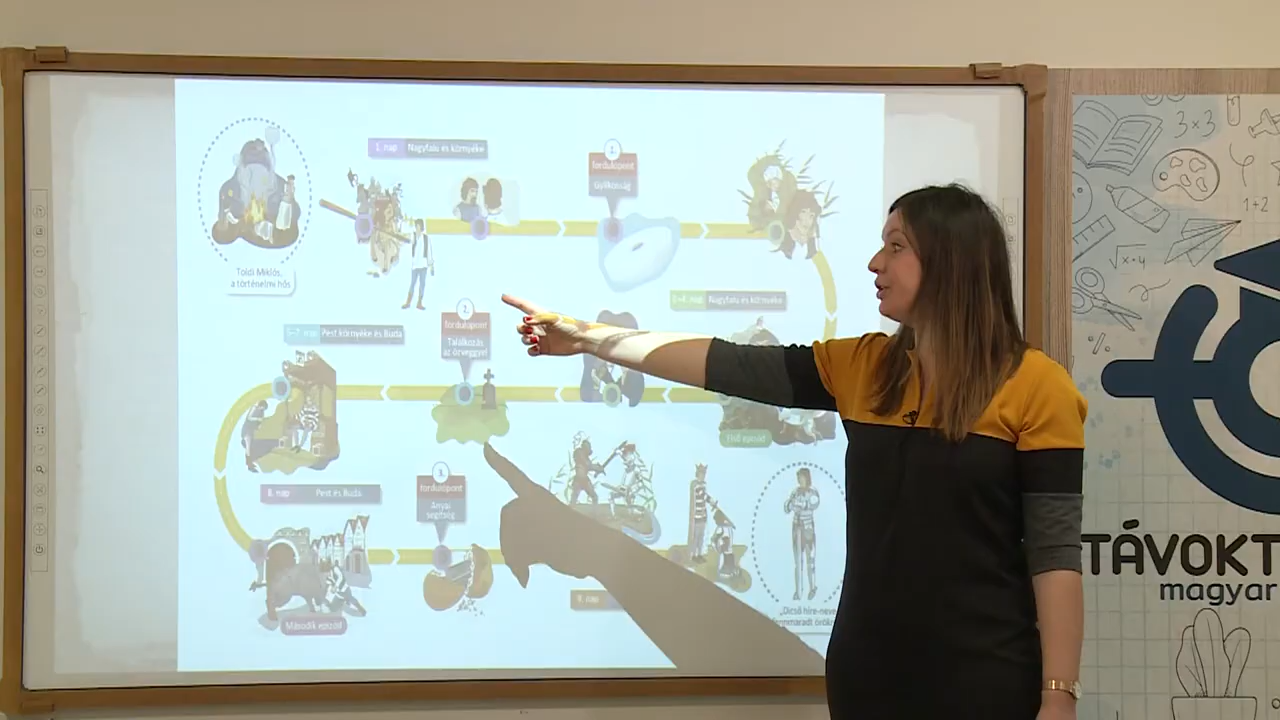 1. nap Nagyfalu és környéke
1.
fordulópont
Gyilkosság
Toldi Miklós,
a történelmi hős
3–4. nap Nagyfalu és környéke
5–7. nap Pest környéke és Buda
2.
fordulópont
Találkozás
az özveggyel
Első epizód
8. nap Pest és Buda
3.
fordulópont
Anyai
segítség
9. nap
Második epizód
„Dicső híre-neve
fennmaradt örök
3×3
1+2
√x·4
%
TÁVOKT
magyar